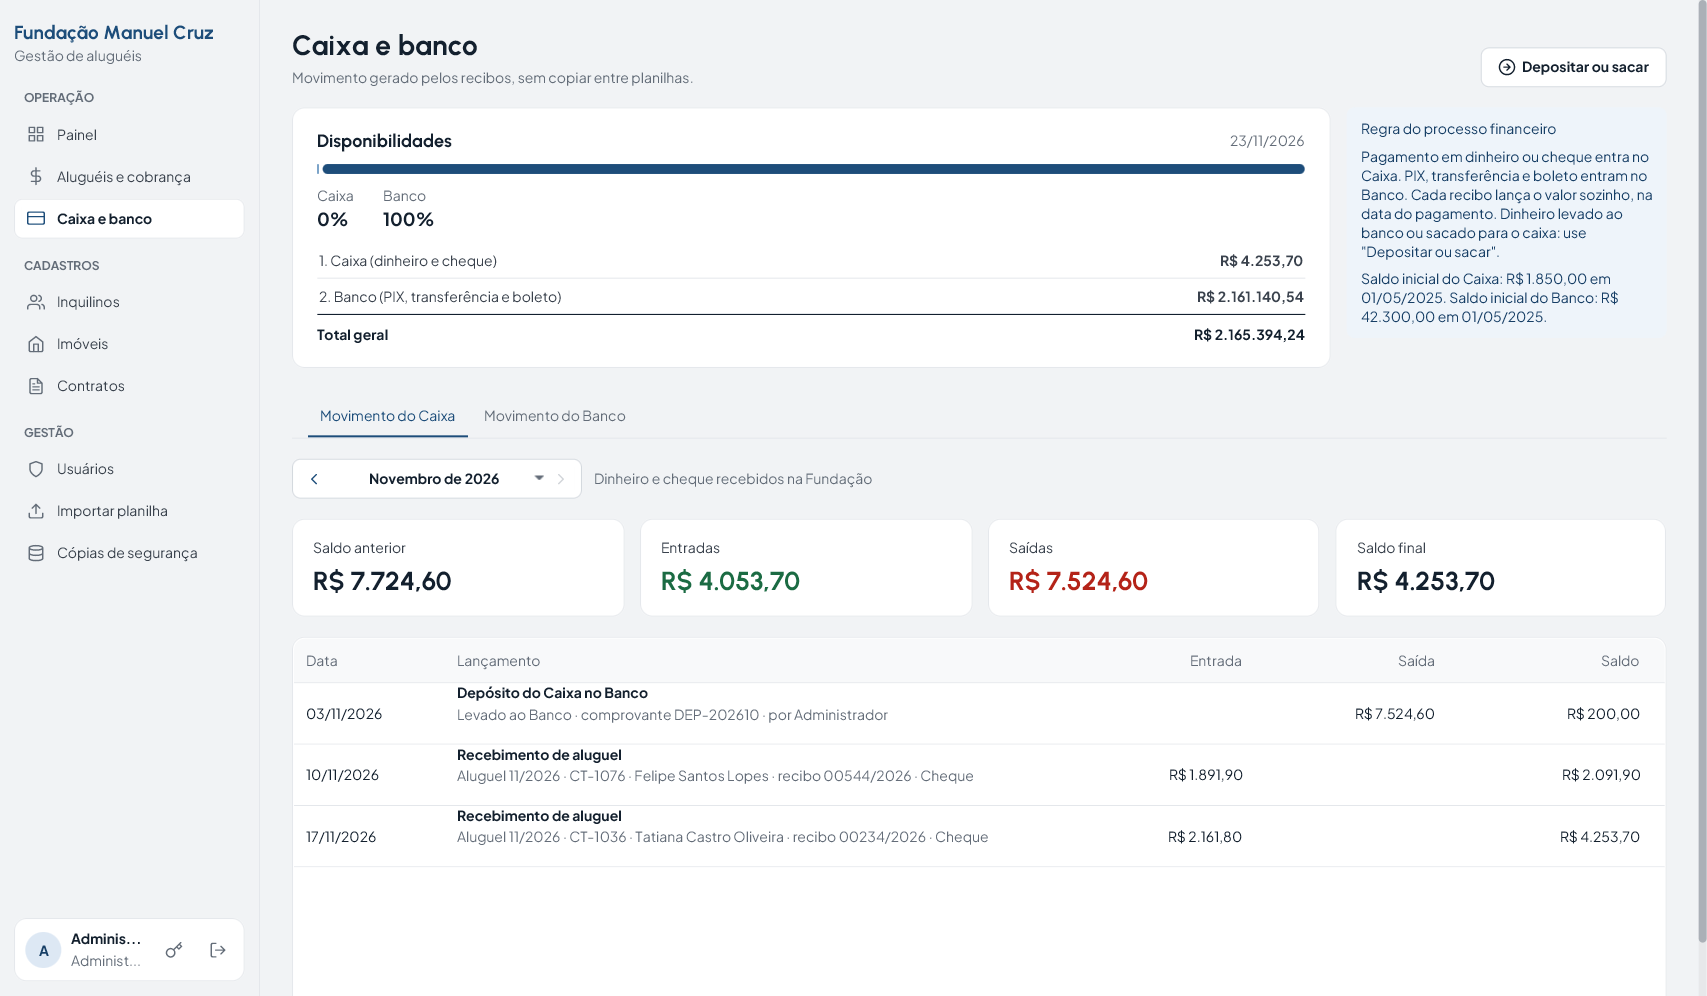 Fundação Manuel Cruz
Gestão de aluguéis
OPERAÇÃO
Painel
Aluguéis e cobrança
Caixa e banco
CADASTROS
Inquilinos
Imóveis
Contratos
GESTÃO
Usuários
Importar planilha
Cópias de segurança
A
Adminis...
Administ...
Caixa e banco
Movimento gerado pelos recibos, sem copiar entre planilhas.
Depositar ou sacar
Disponibilidades
23/11/2026
Caixa
Banco
0%
100%
1. Caixa (dinheiro e cheque)
R$ 4.253,70
2. Banco (PIX, transferência e boleto)
R$ 2.161.140,54
Total geral
R$ 2.165.394,24
Regra do processo financeiro
Pagamento em dinheiro ou cheque entra no
Caixa. PIX, transferência e boleto entram no
Banco. Cada recibo lança o valor sozinho, na
data do pagamento. Dinheiro levado ao
banco ou sacado para o caixa: use
"Depositar ou sacar".
Saldo inicial do Caixa: R$ 1.850,00 em
01/05/2025. Saldo inicial do Banco: R$
42.300,00 em 01/05/2025.
Movimento do Caixa
Movimento do Banco
Novembro de 2026
Dinheiro e cheque recebidos na Fundação
Saldo anterior
R$ 7.724,60
Entradas
R$ 4.053,70
Saídas
R$ 7.524,60
Saldo final
R$ 4.253,70
Data Lançamento Entrada Saída Saldo
Depósito do Caixa no Banco
03/11/2026 Levado ao Banco · comprovante DEP-202610 · por Administrador R$ 7.524,60 R$ 200,00
Recebimento de aluguel
10/11/2026 Aluguel 11/2026 · CT-1076 · Felipe Santos Lopes · recibo 00544/2026 · Cheque R$ 1.891,90 R$ 2.091,90
Recebimento de aluguel
17/11/2026 Aluguel 11/2026 · CT-1036 · Tatiana Castro Oliveira · recibo 00234/2026 · Cheque R$ 2.161,80 R$ 4.253,70